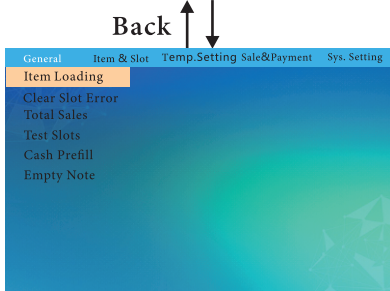 Back
General Item & Slot Temp.Setting Sale&Payment Sys. Setting
Item Loading
Clear Slot Error
Total Sales
Test Slots
Cash Prefill
Empty Note